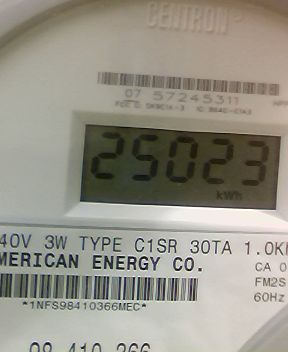 CENTRON
07 57245311
25023
kWh
40V 3W TYPE C1SR 30TA 1.0K
MERICAN ENERGY CO. CA 0
FM2S
60Hz
*1NFS98410366MEC*
98 410 366